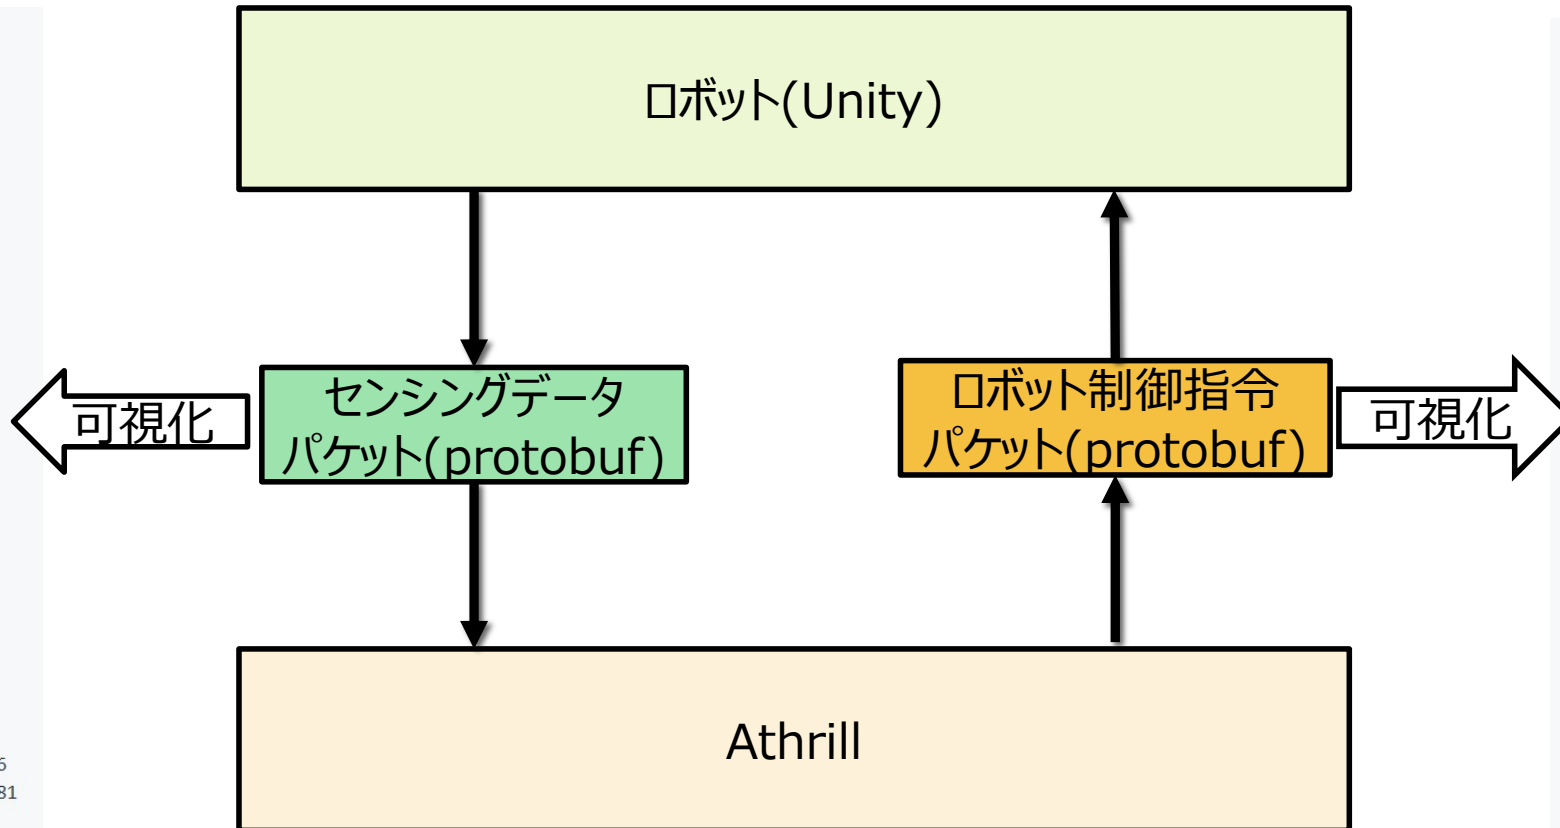 ロボット(Unity)
可視化
センシングデータ
パケット(protobuf)
ロボット制御指令
パケット(protobuf)
可視化
Athrill
6
81